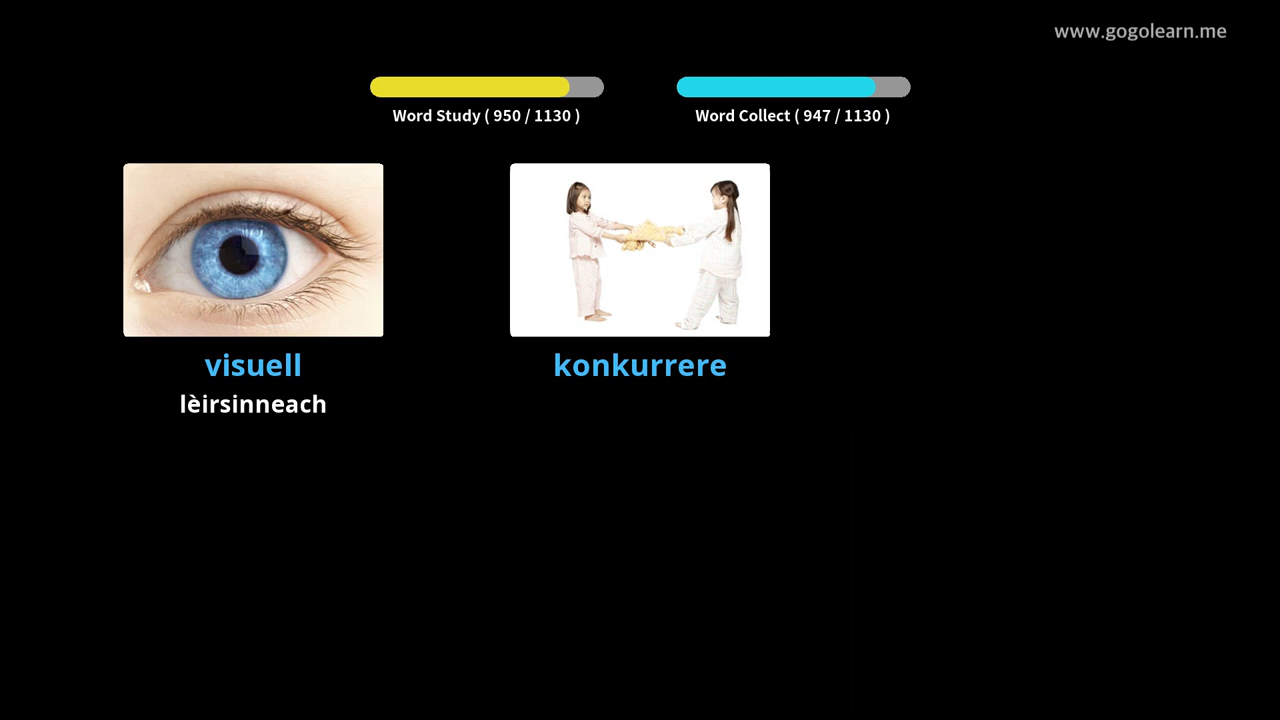 www.gogolearn.me
Word Study ( 950 / 1130 )
Word Collect ( 947 / 1130 )
visuell
konkurrere
lèirsinneach